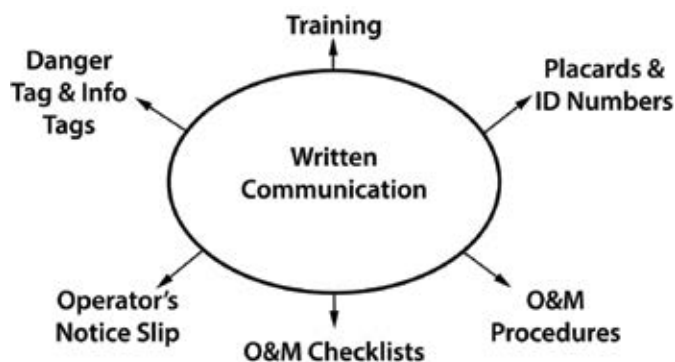 Training
Danger
Tag & Info
Tags
Placards &
ID Numbers
Written
Communication
Operator's
Notice Slip
O&M Checklists
O&M
Procedures